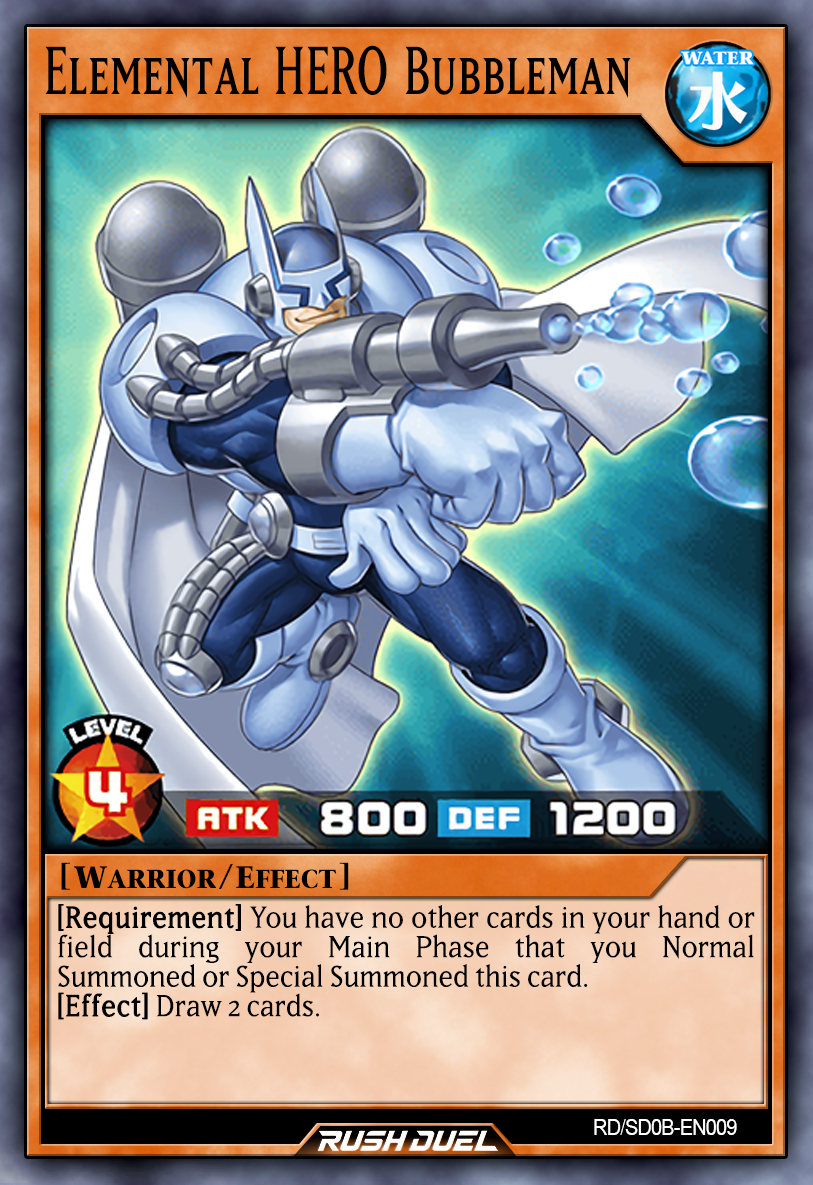 Elemental HERO Bubbleman
WATER
水
LEVEL
4
ATK 800 DEF 1200
[Warrior/Effect]
[Requirement] You have no other cards in your hand or
field during your Main Phase that you Normal
Summoned or Special Summoned this card.
[Effect] Draw 2 cards.
RD/SD0B-EN009
RUSH DUEL